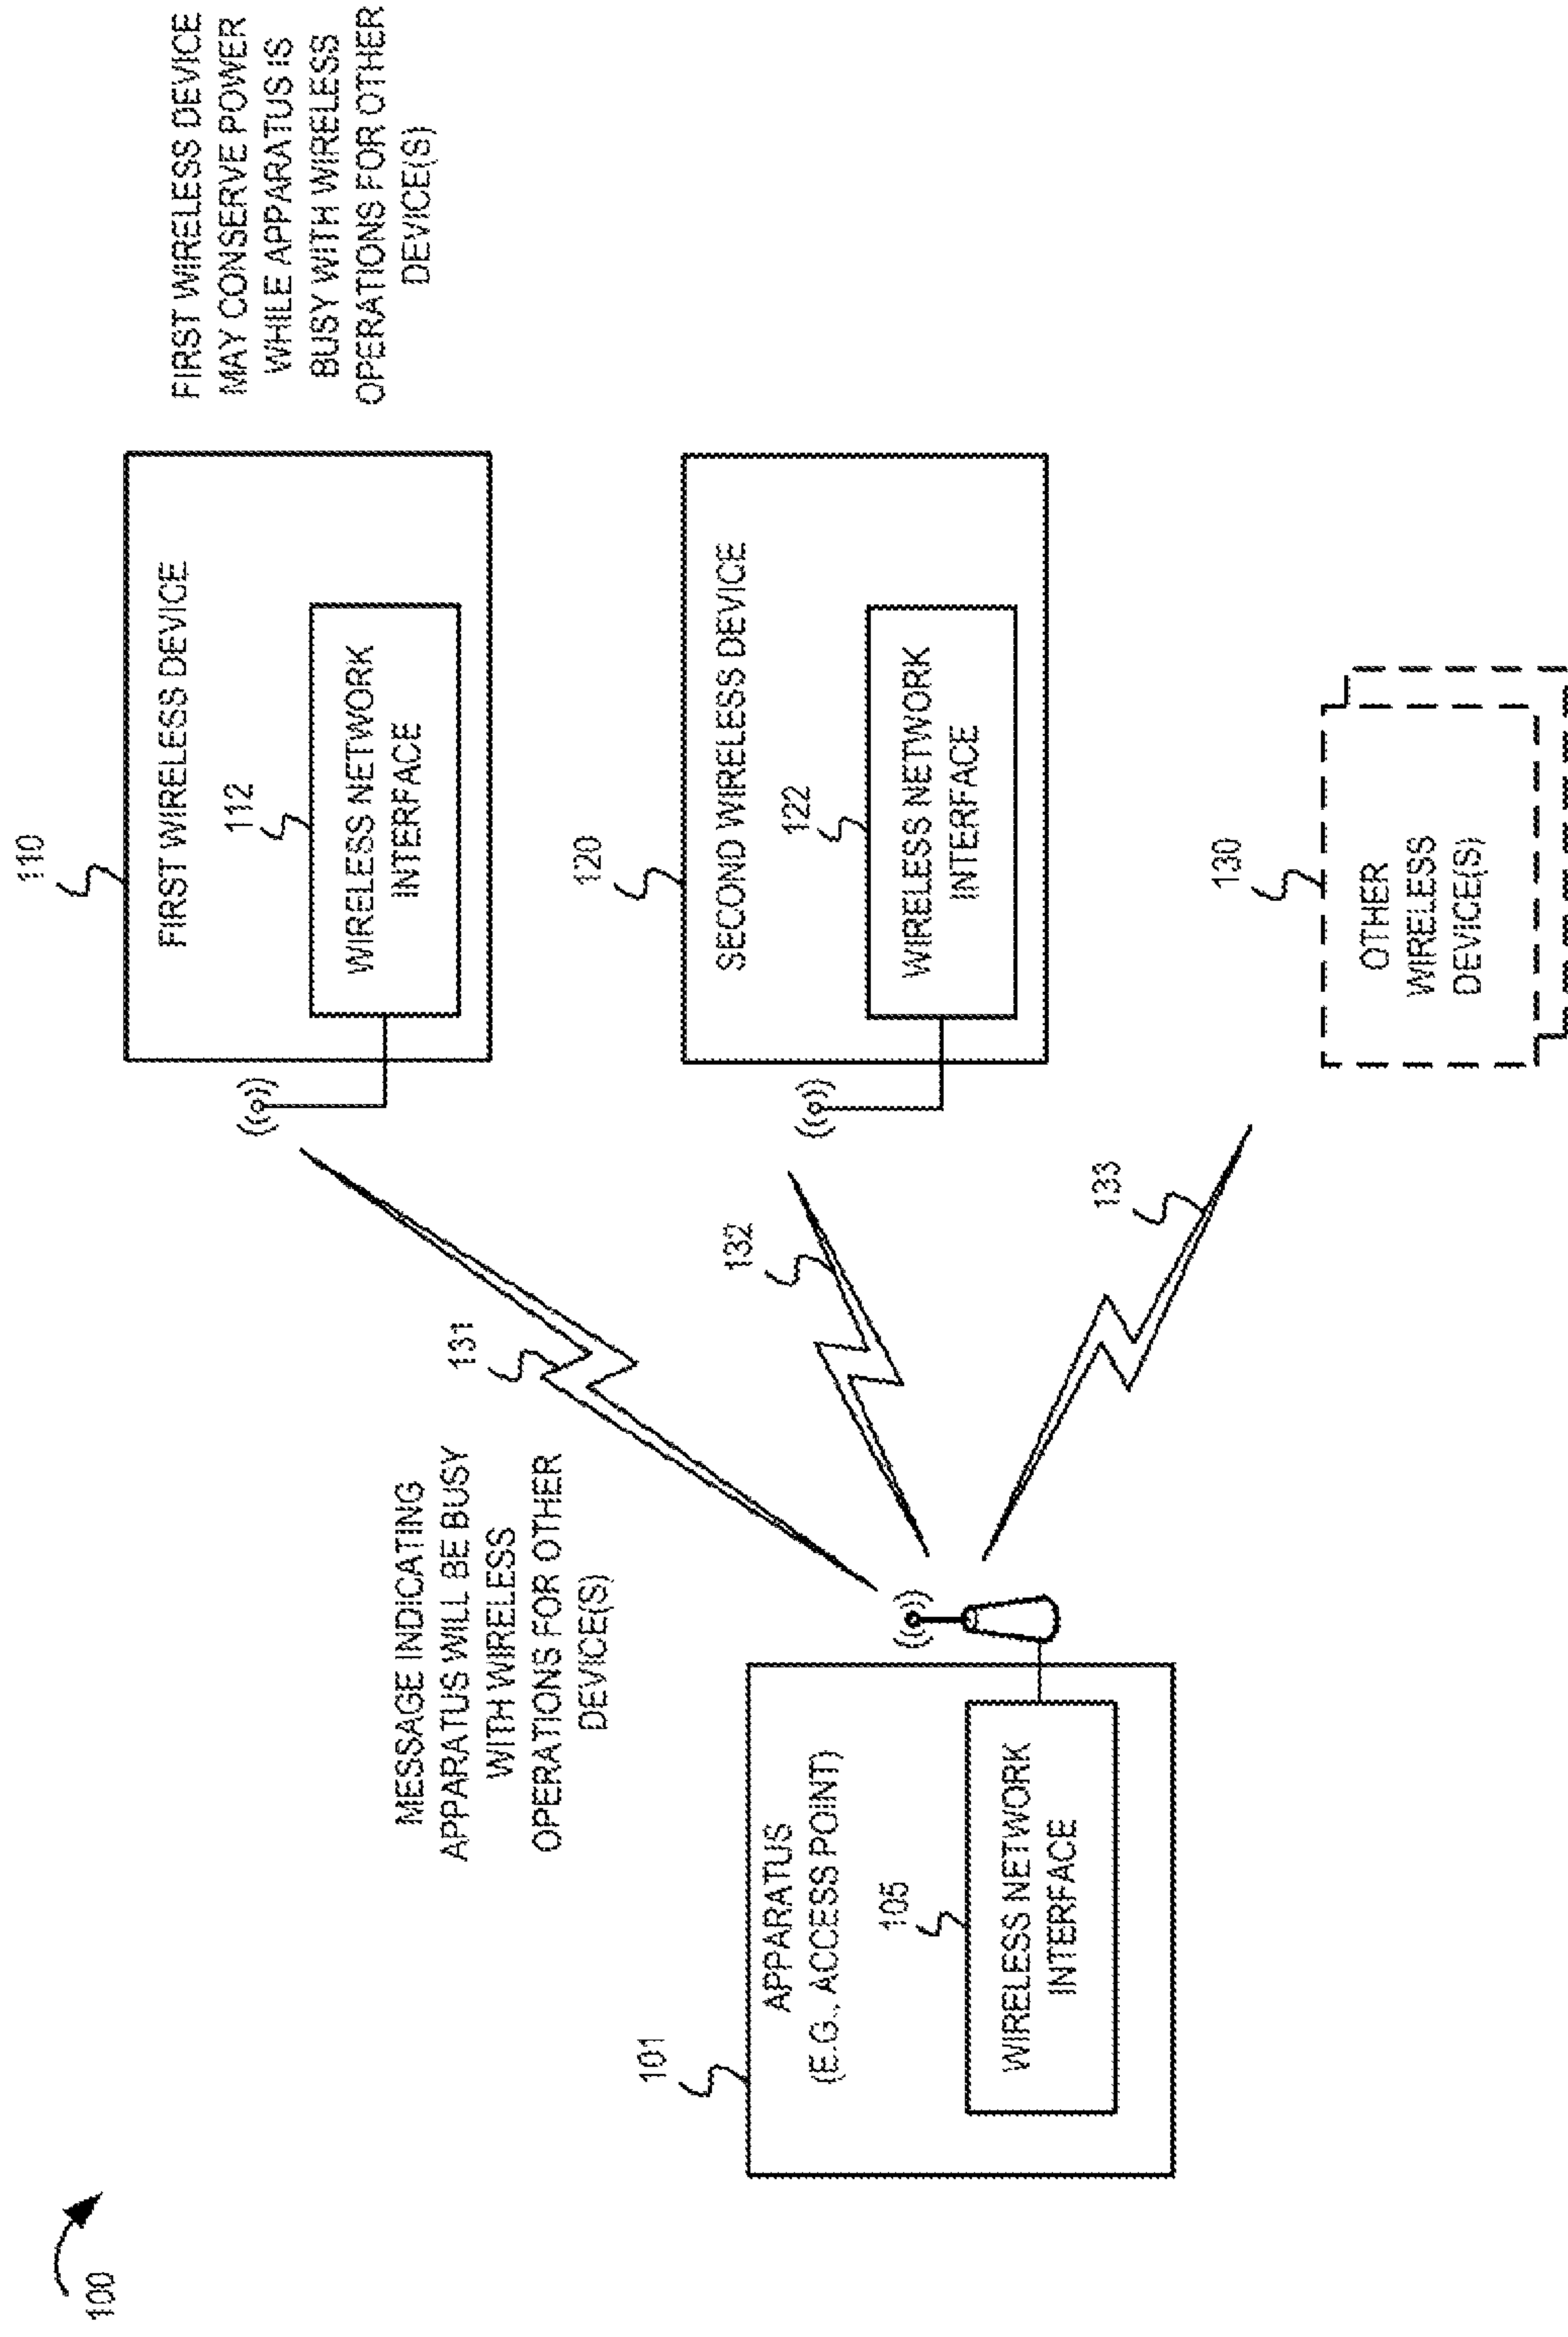 100
110
FIRST WIRELESS DEVICE
112
WIRELESS NETWORK
INTERFACE
FIRST WIRELESS DEVICE
MAY CONSERVE POWER
WHILE APPARATUS IS
BUSY WITH WIRELESS
OPERATIONS FOR OTHER
DEVICE(S)
MESSAGE INDICATING
APPARATUS WILL BE BUSY
WITH WIRELESS
OPERATIONS FOR OTHER
DEVICE(S)
131
120
SECOND WIRELESS DEVICE
122
WIRELESS NETWORK
INTERFACE
132
101
APPARATUS
(E.G., ACCESS POINT)
105
WIRELESS NETWORK
INTERFACE
133
130
OTHER
WIRELESS
DEVICE(S)